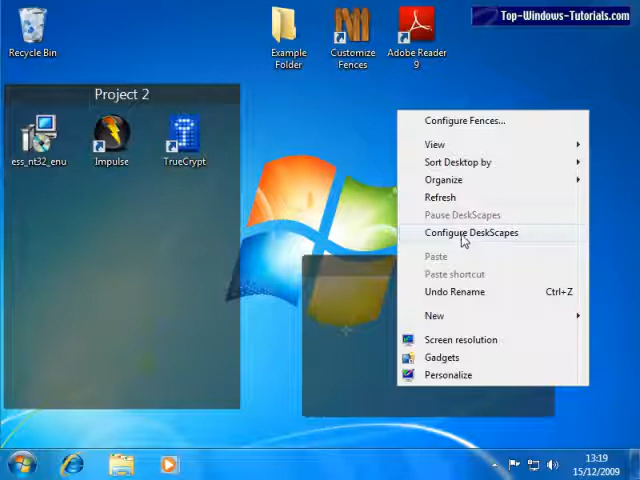 Top-Windows-Tutorials.com
Recycle Bin
Example
Folder
Customize
Fences
Adobe Reader
9
Project 2
ess_nt32_enu
Impulse
TrueCrypt
Configure Fences...
View
Sort Desktop by
Organize
Refresh
Pause DeskScapes
Configure DeskScapes
Paste
Paste shortcut
Undo Rename Ctrl+Z
New
Screen resolution
Gadgets
Personalize
13:19
15/12/2009